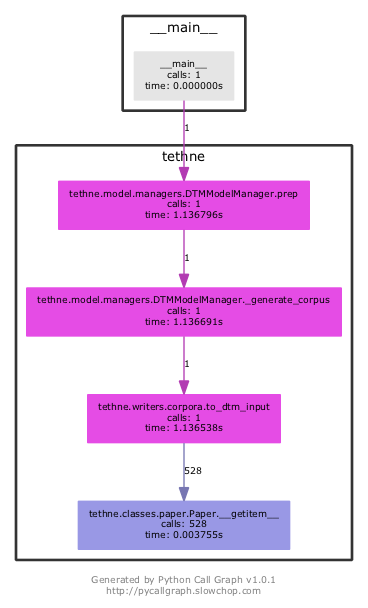 __main__
__main__
calls: 1
time: 0.000000s
1
tethne
tethne.model.managers.DTMModelManager.prep
calls: 1
time: 1.136796s
1
tethne.model.managers.DTMModelManager._generate_corpus
calls: 1
time: 1.136691s
1
tethne.writers.corpora.to_dtm_input
calls: 1
time: 1.136538s
528
tethne.classes.paper.Paper.__getitem__
calls: 528
time: 0.003755s
Generated by Python Call Graph v1.0.1
http://pycallgraph.slowchop.com